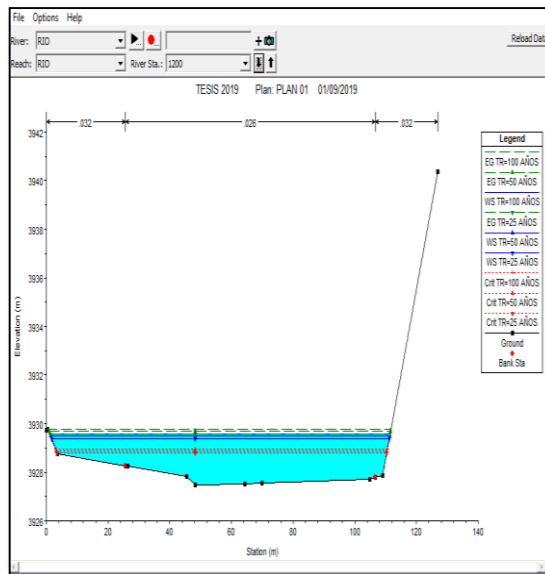 File Options Help
River: RIO
Reload Data
Reach: RIO River Sta.: 1200
TESIS 2019 Plan: PLAN 01 01/09/2019
.032 .026 .032
3942
3940
3938
3936
3934
3932
3930
3928
3926
Elevation (m)
0 20 40 60 80 100 120 140
Station (m)
Legend
EG TR=100 AÑOS
EG TR=50 AÑOS
WS TR=100 AÑOS
EG TR=25 AÑOS
WS TR=50 AÑOS
WS TR=25 AÑOS
Crit TR=100 AÑOS
Crit TR=50 AÑOS
Crit TR=25 AÑOS
Ground
Bank Sta